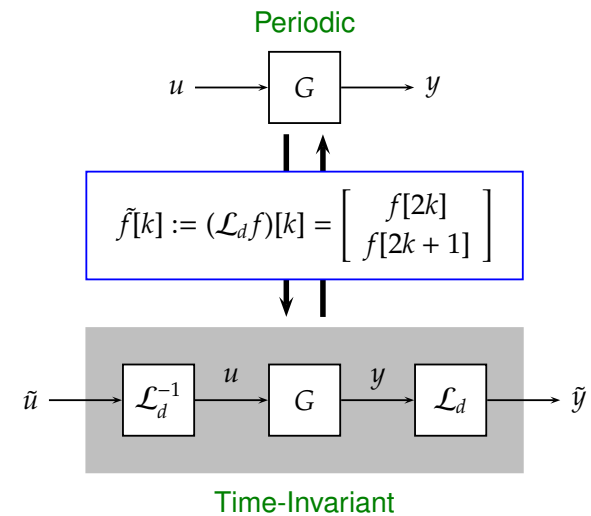 Periodic
u G y
f̃[k] := (ℒ_d f)[k] = [ f[2k]
f[2k + 1] ]
u y
ũ ℒ_d^{-1} G ℒ_d ỹ
Time-Invariant